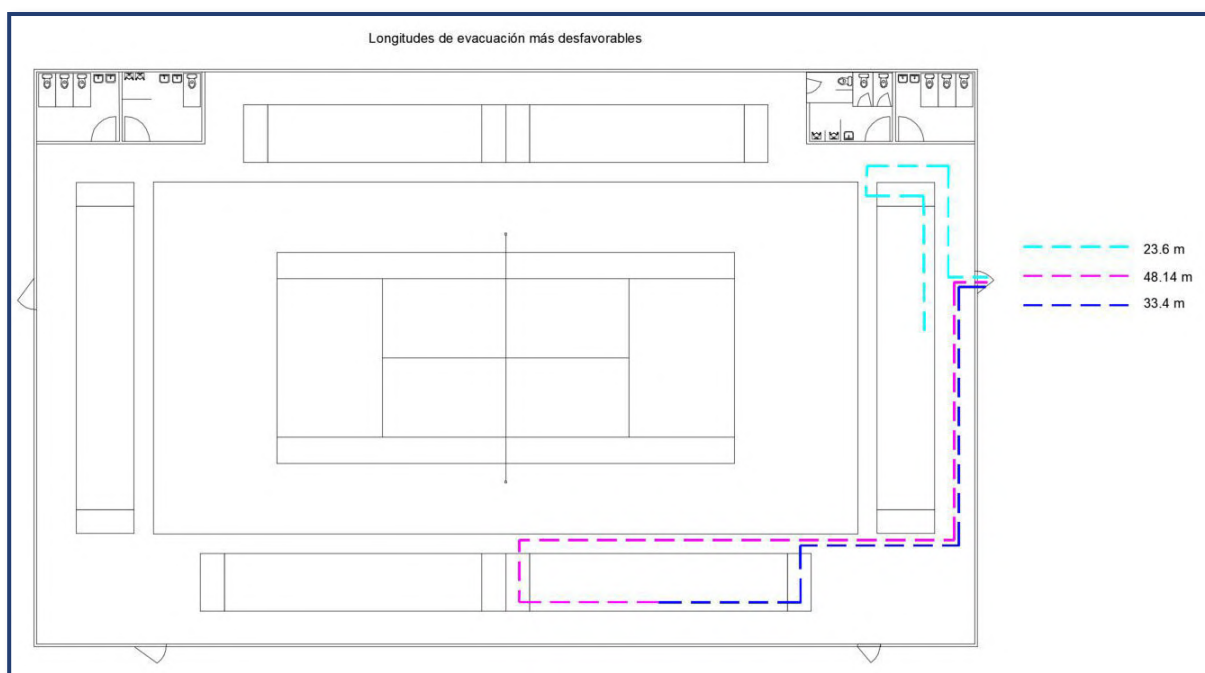 Longitudes de evacuación más desfavorables
23.6 m
48.14 m
33.4 m